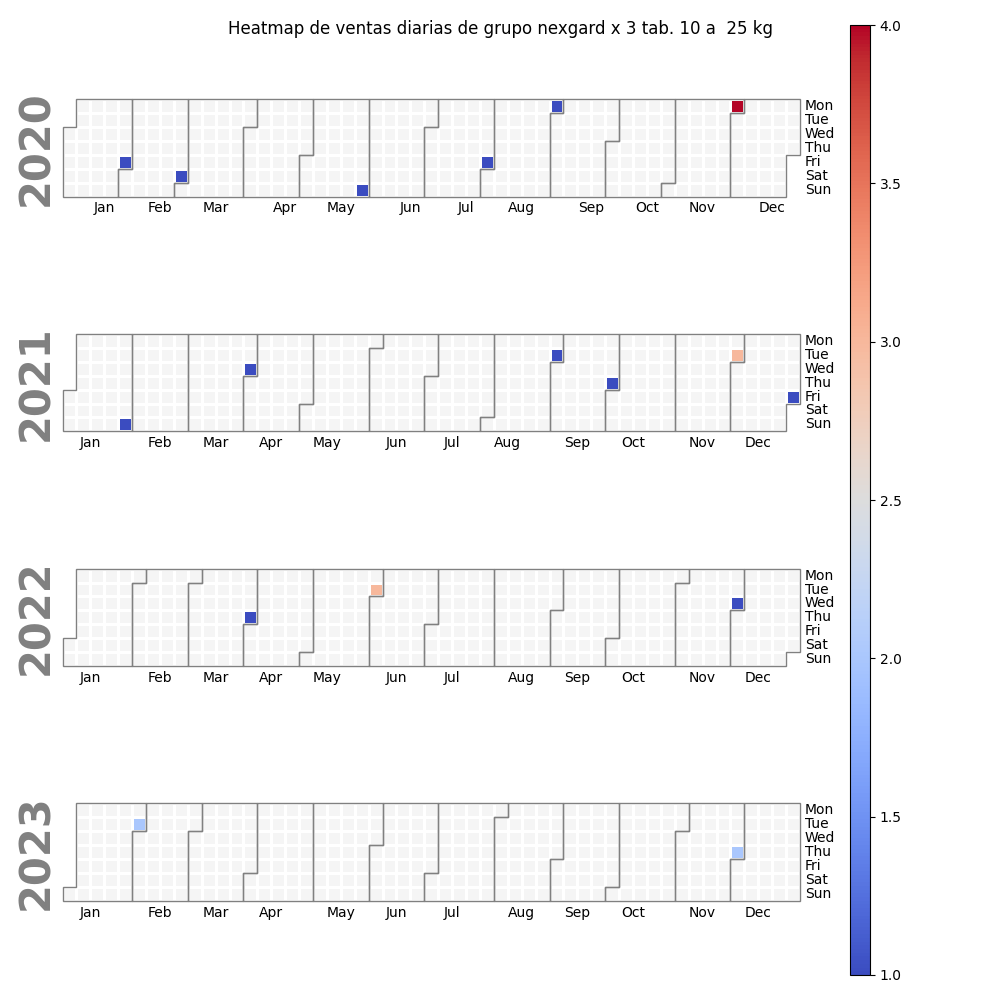 Heatmap de ventas diarias de grupo nexgard x 3 tab. 10 a  25 kg
4.0
3.5
3.0
2.5
2.0
1.5
1.0
2020
Mon
Tue
Wed
Thu
Fri
Sat
Sun
Jan Feb Mar Apr May Jun Jul Aug Sep Oct Nov Dec
2021
Mon
Tue
Wed
Thu
Fri
Sat
Sun
Jan Feb Mar Apr May Jun Jul Aug Sep Oct Nov Dec
2022
Mon
Tue
Wed
Thu
Fri
Sat
Sun
Jan Feb Mar Apr May Jun Jul Aug Sep Oct Nov Dec
2023
Mon
Tue
Wed
Thu
Fri
Sat
Sun
Jan Feb Mar Apr May Jun Jul Aug Sep Oct Nov Dec